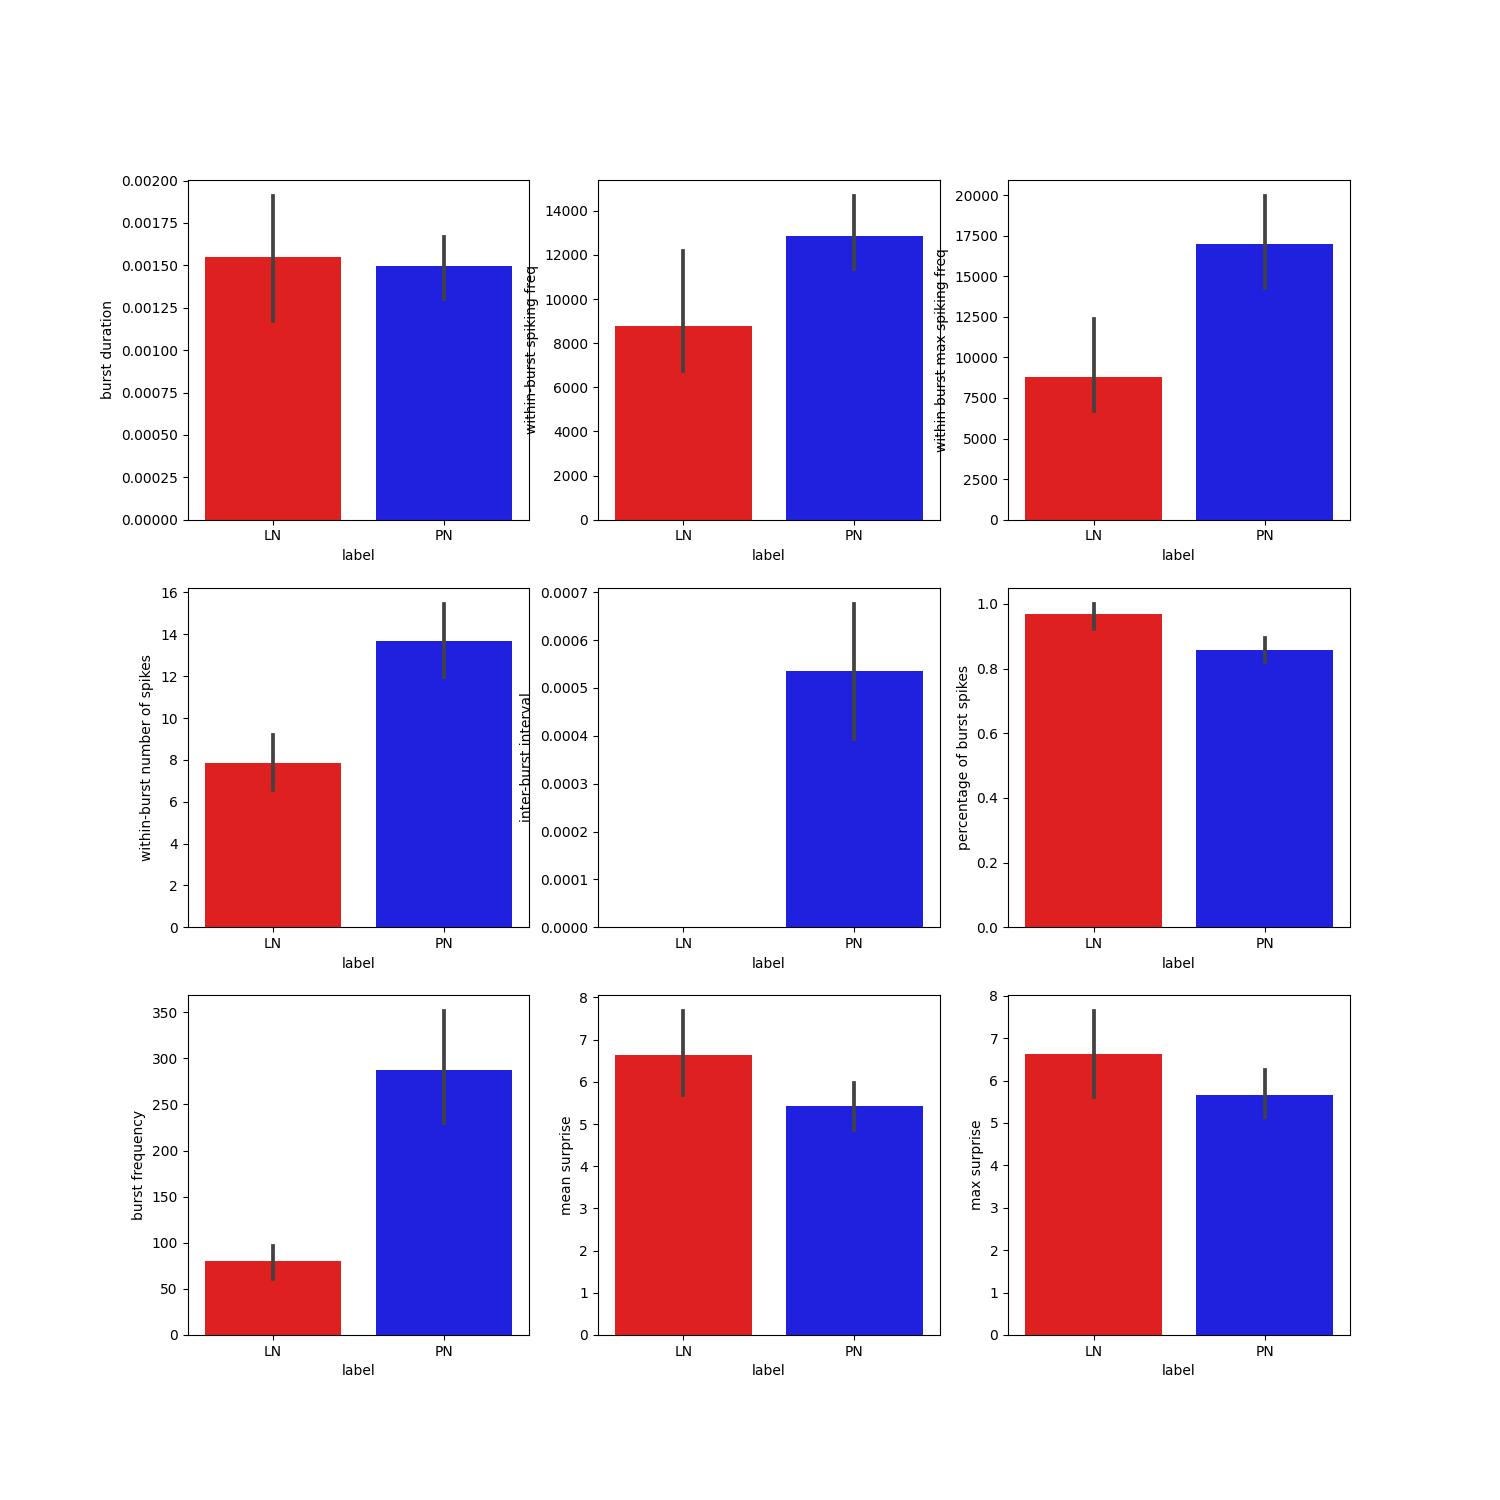 burst duration
0.00200
0.00175
0.00150
0.00125
0.00100
0.00075
0.00050
0.00025
0.00000
LN
PN
label
within-burst spiking freq
14000
12000
10000
8000
6000
4000
2000
0
LN
PN
label
within-burst max spiking freq
20000
17500
15000
12500
10000
7500
5000
2500
0
LN
PN
label
within-burst number of spikes
16
14
12
10
8
6
4
2
0
LN
PN
label
inter-burst interval
0.0007
0.0006
0.0005
0.0004
0.0003
0.0002
0.0001
0.0000
LN
PN
label
percentage of burst spikes
1.0
0.8
0.6
0.4
0.2
0.0
LN
PN
label
burst frequency
350
300
250
200
150
100
50
0
LN
PN
label
mean surprise
8
7
6
5
4
3
2
1
0
LN
PN
label
max surprise
8
7
6
5
4
3
2
1
0
LN
PN
label